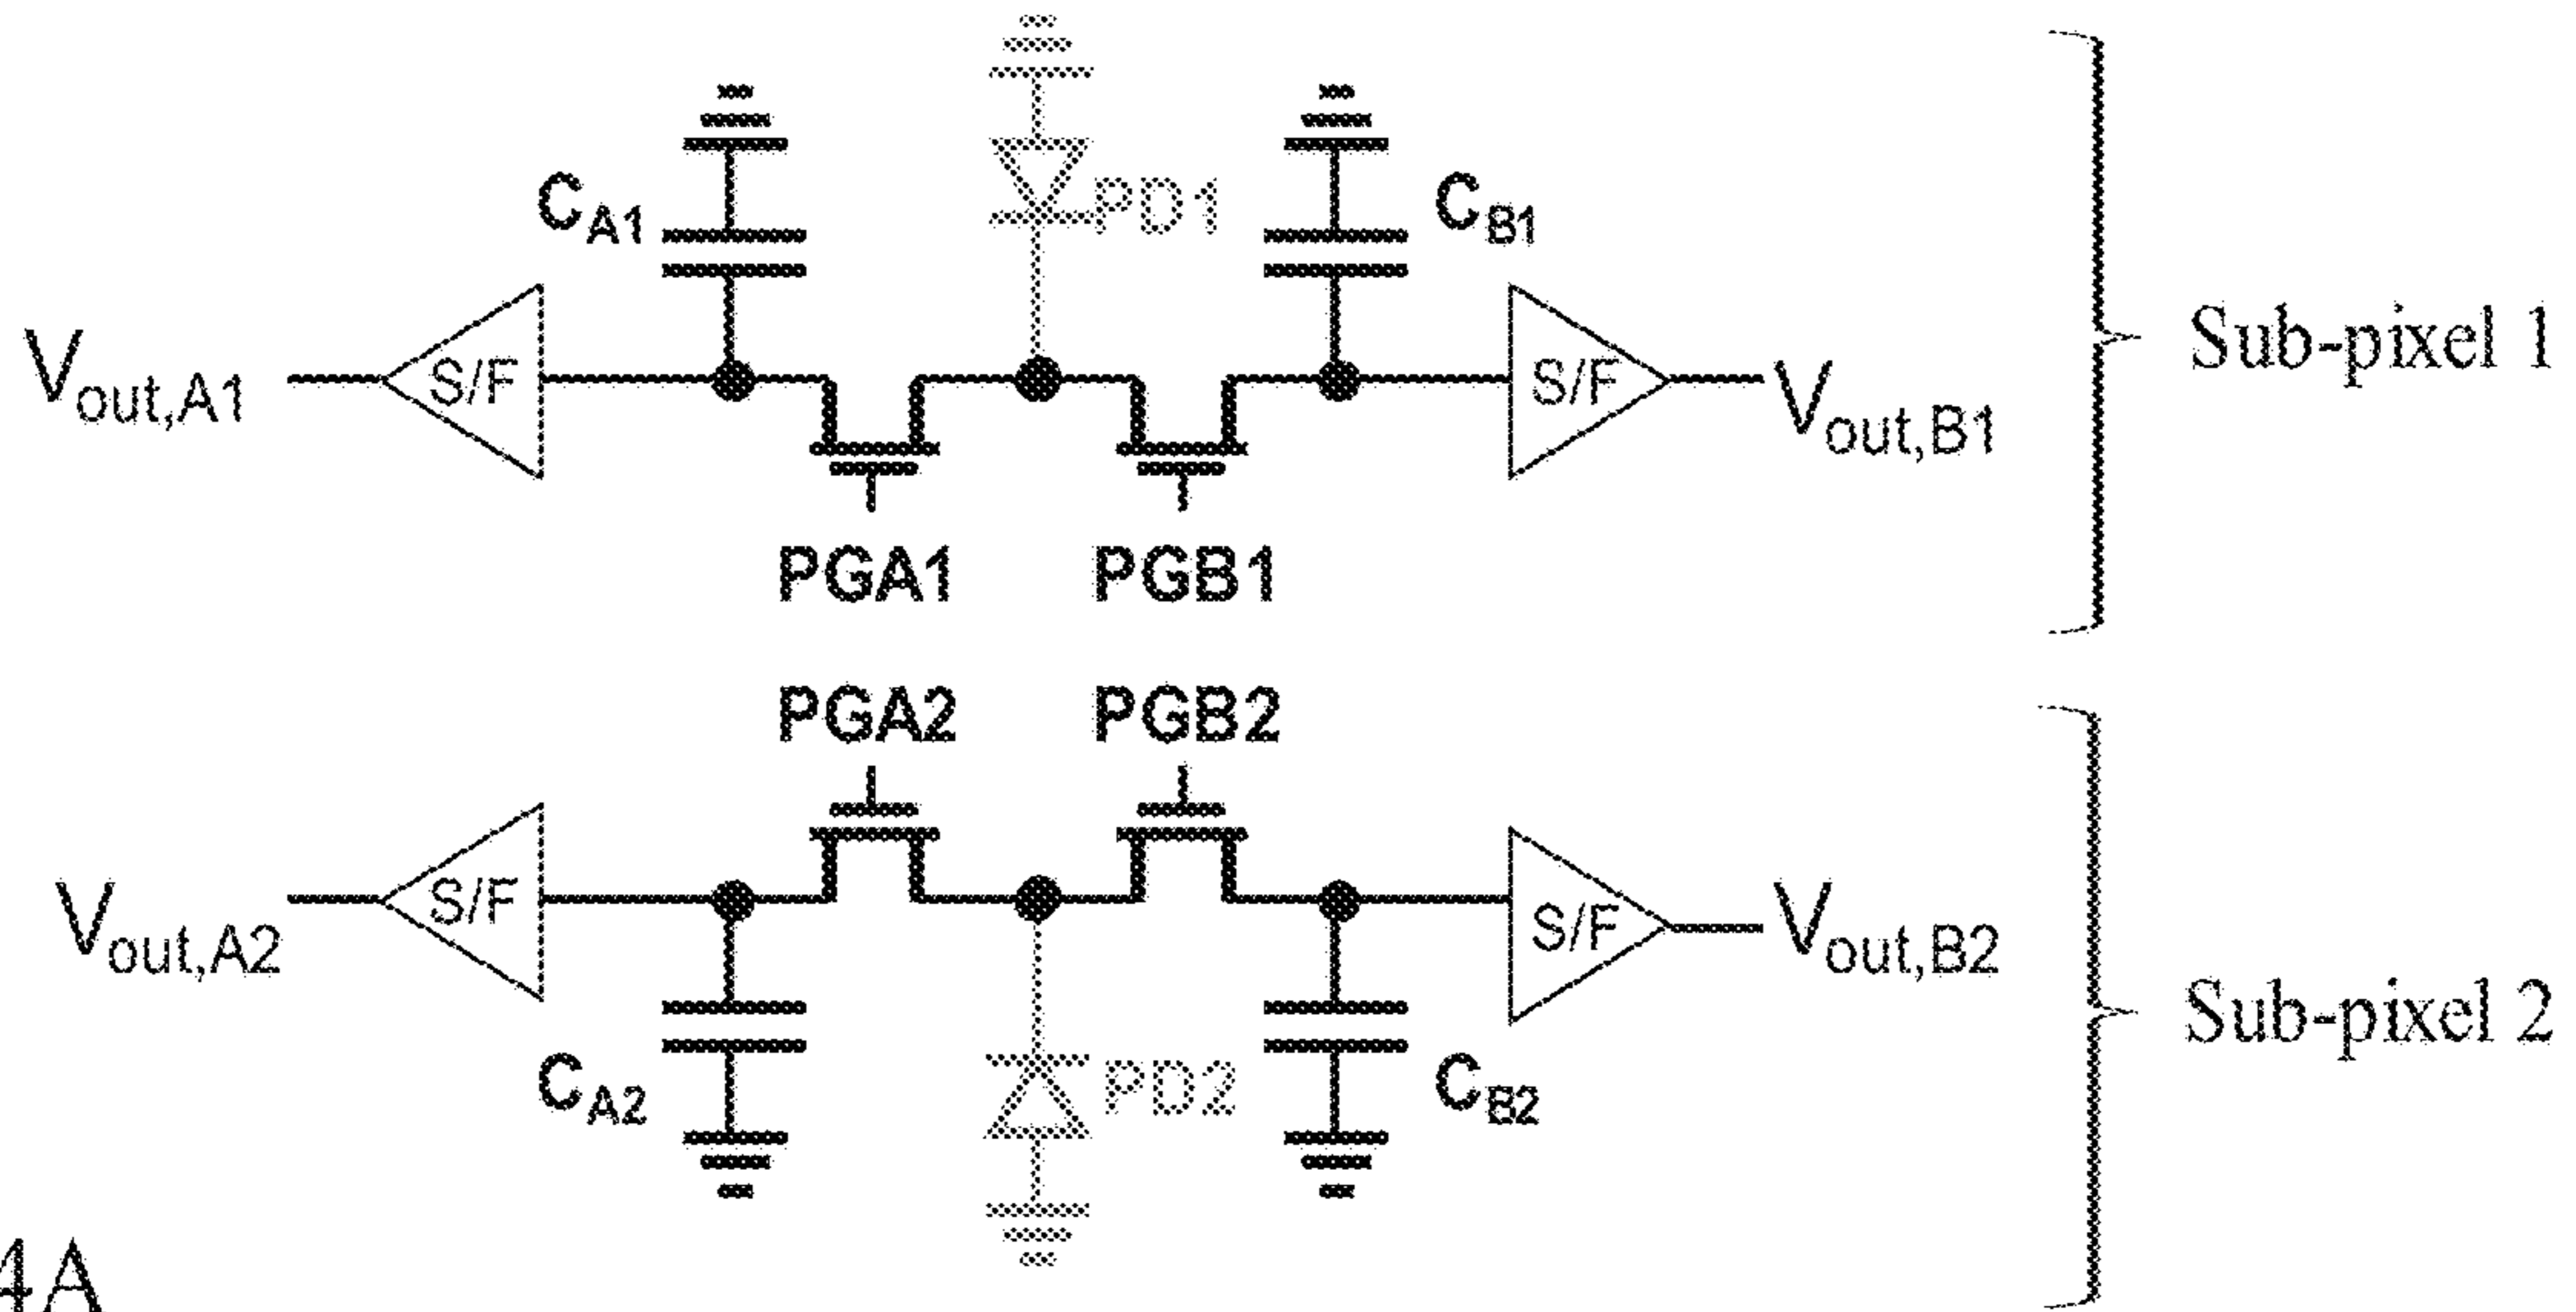 PD1
C_A1
C_B1
V_out,A1
S/F
S/F
V_out,B1
Sub-pixel 1
PGA1
PGB1
PGA2
PGB2
V_out,A2
S/F
S/F
V_out,B2
Sub-pixel 2
C_A2
PD2
C_B2
4A